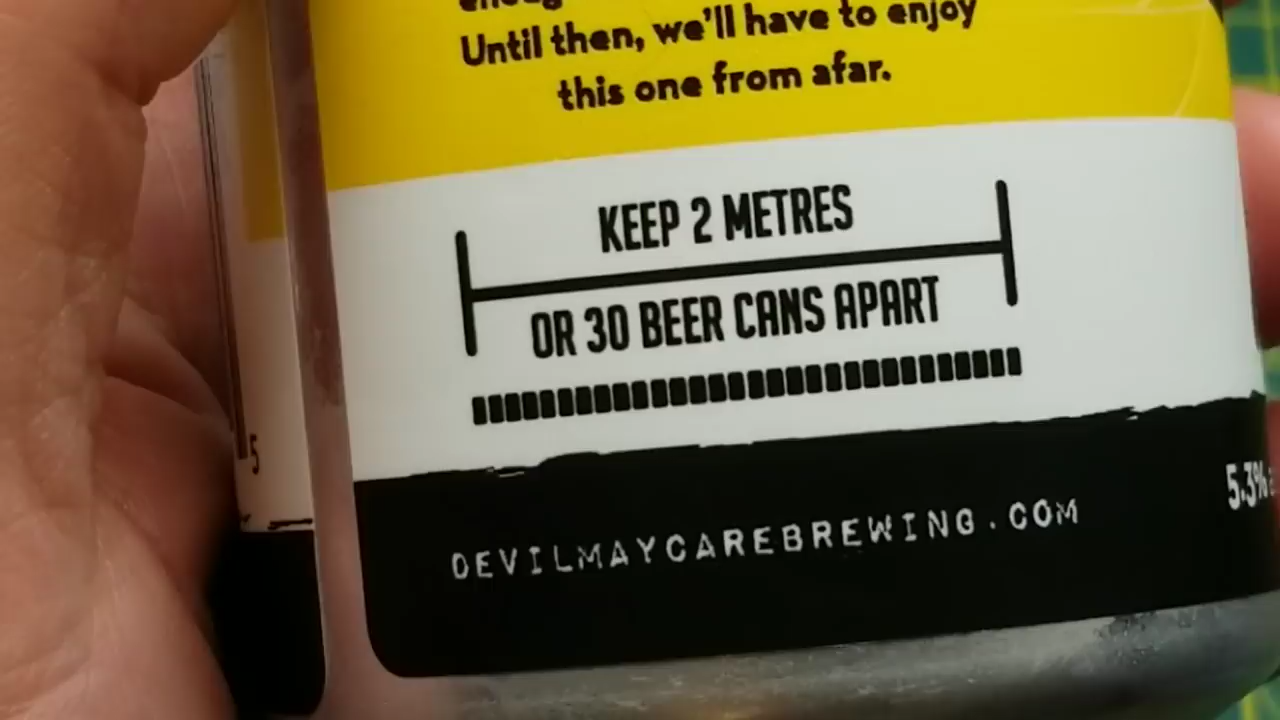 Until then, we'll have to enjoy
this one from afar.
KEEP 2 METRES
OR 30 BEER CANS APART
DEVILMAYCAREBREWING.COM
5.3%
5